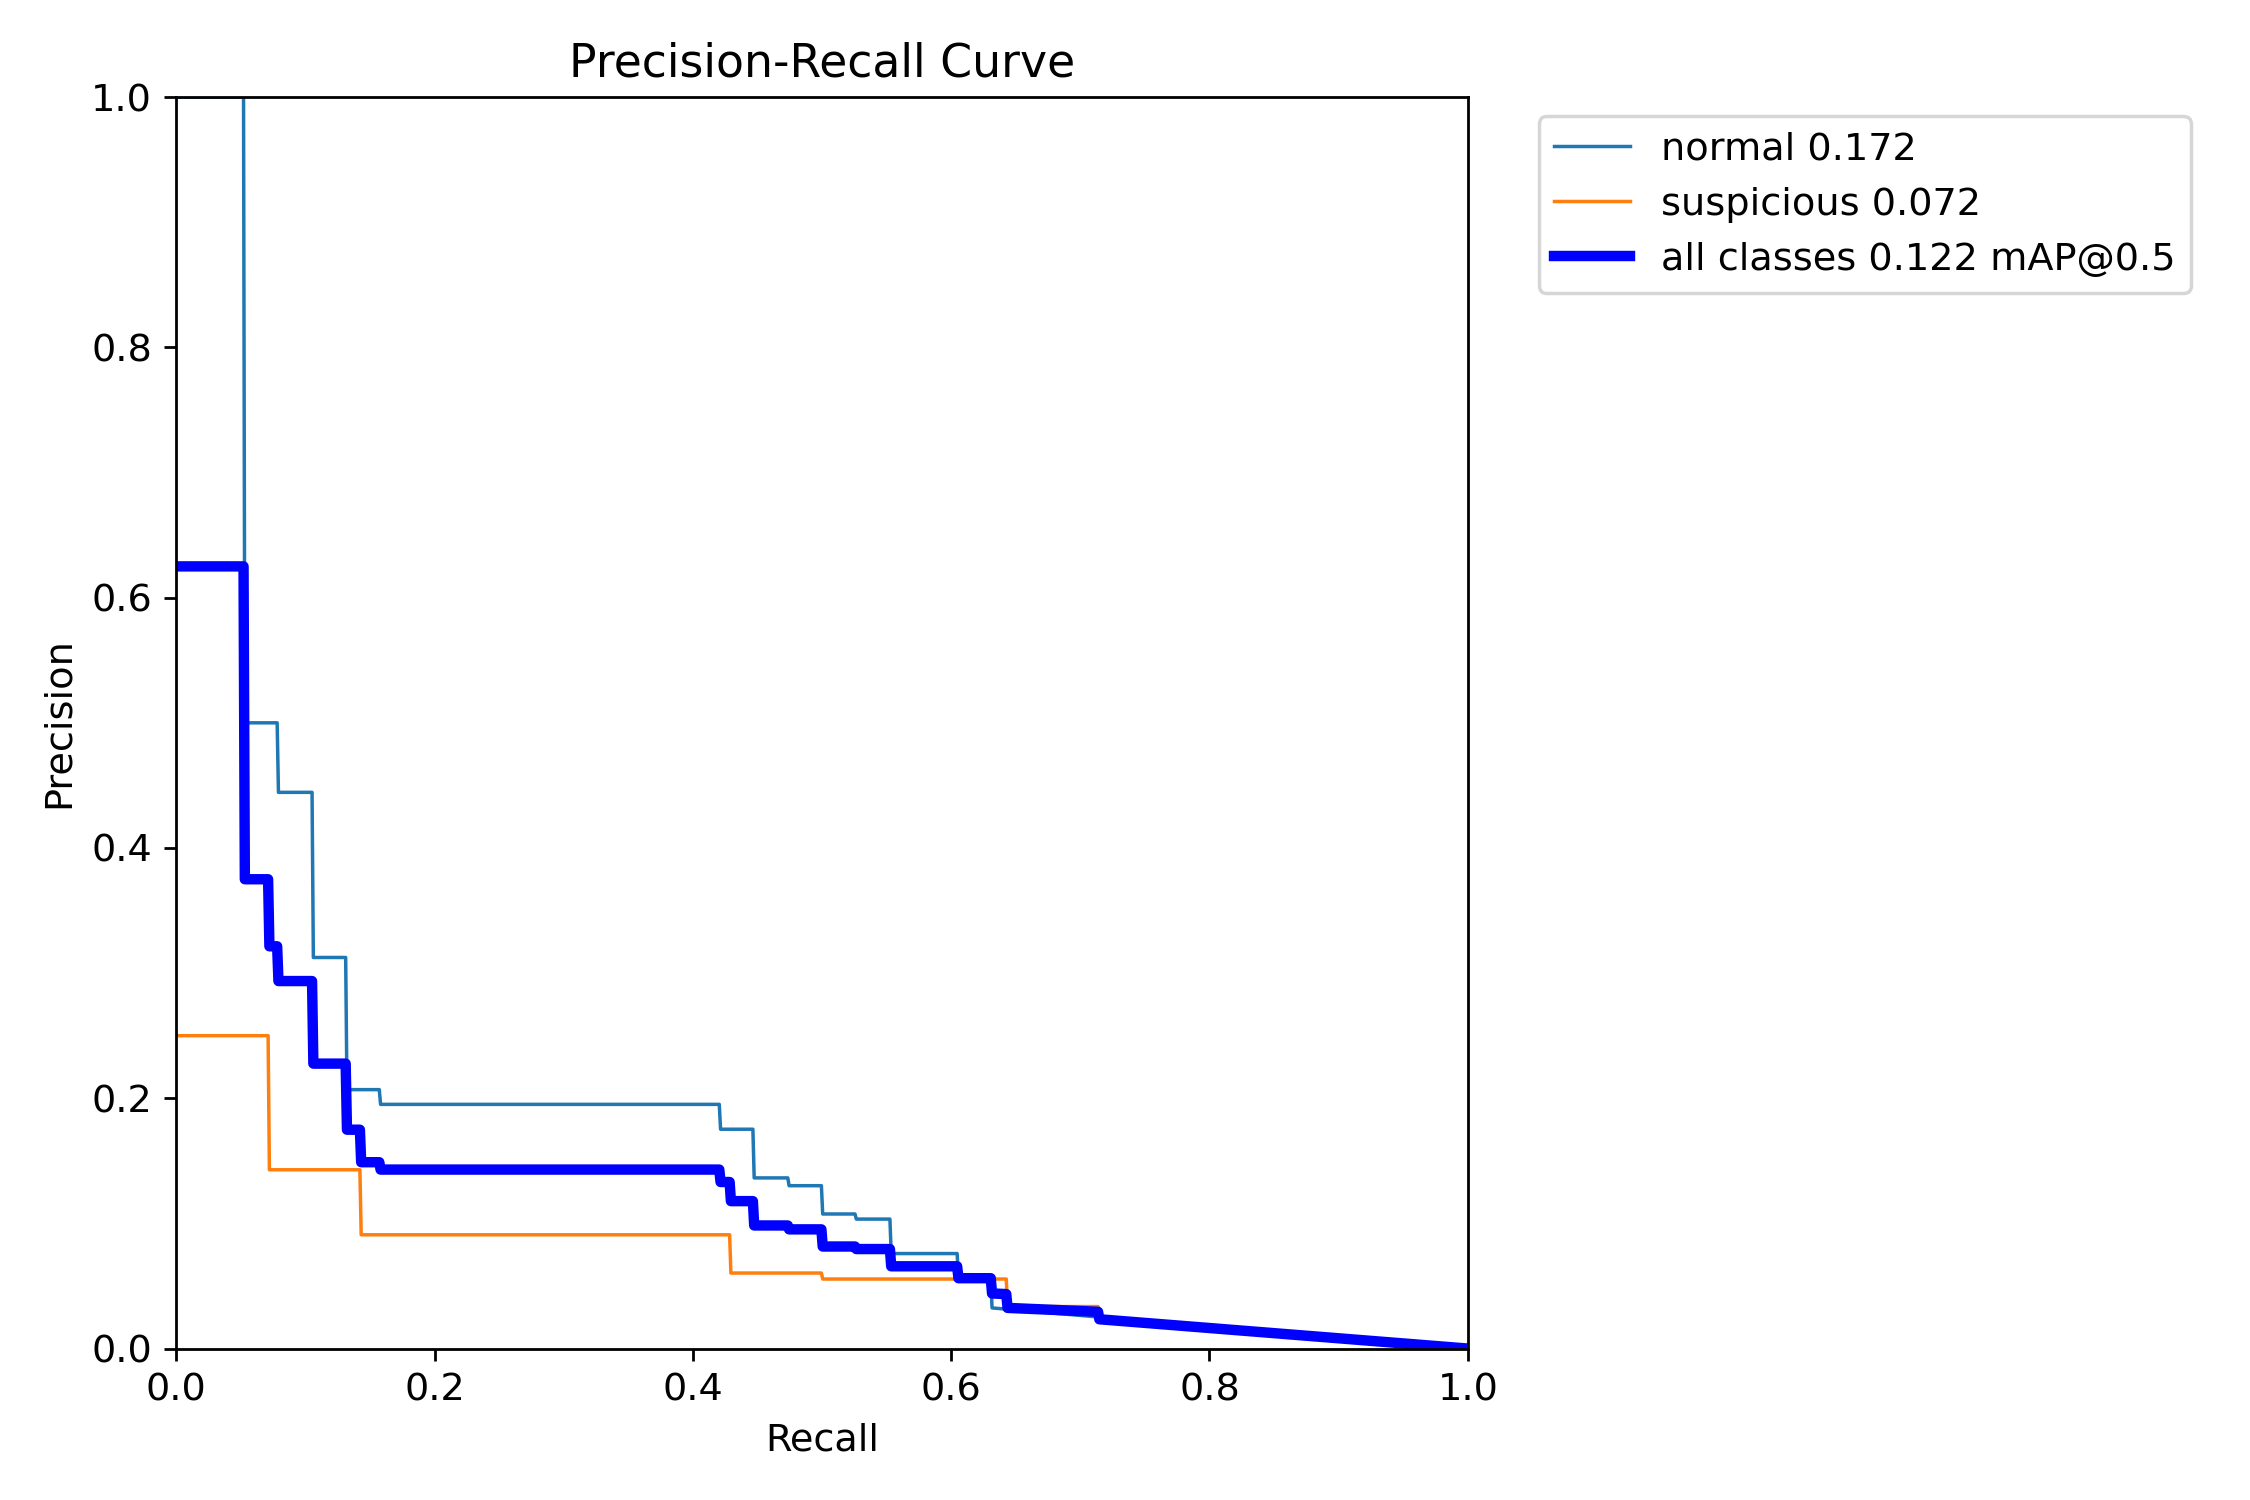 Precision-Recall Curve
1.0
0.8
0.6
0.4
0.2
0.0
Precision
0.0 0.2 0.4 0.6 0.8 1.0
Recall
normal 0.172
suspicious 0.072
all classes 0.122 mAP@0.5